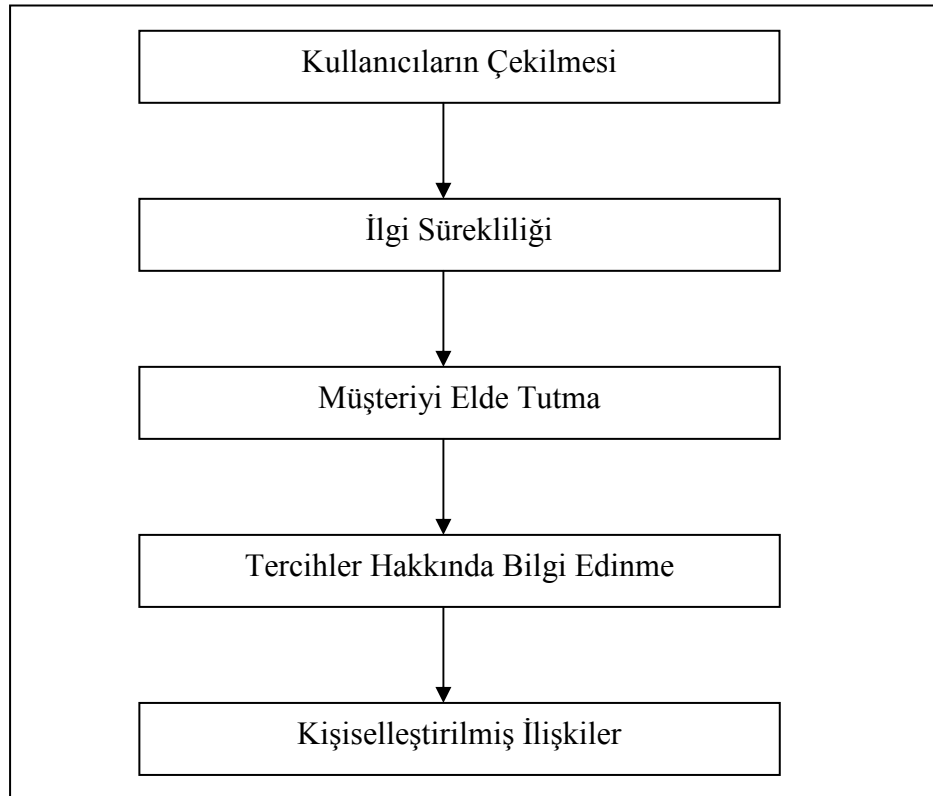 Kullanıcıların Çekilmesi
İlgi Sürekliliği
Müşteriyi Elde Tutma
Tercihler Hakkında Bilgi Edinme
Kişiselleştirilmiş İlişkiler